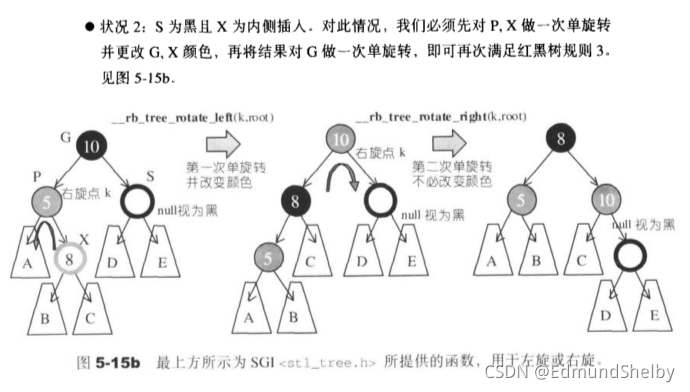 ● 状况 2：S 为黑且 X 为内侧插入。对此情况，我们必须先对 P, X 做一次单旋转
并更改 G, X 颜色，再将结果对 G 做一次单旋转，即可再次满足红黑树规则 3。
见图 5-15b。
__rb_tree_rotate_left(k,root)
__rb_tree_rotate_right(k,root)
G
10
第一次单旋转
并改变颜色
P
5
右旋点 k
S
null视为黑
X
8
A
B
C
D
E
10
右旋点 k
第二次单旋转
不必改变颜色
8
null 视为黑
5
C
D
E
A
B
8
5
10
null 视为黑
A
B
C
D
E
图 5-15b 最上方所示为 SGI <stl_tree.h> 所提供的函数，用于左旋或右旋。
CSDN @EdmundShelby